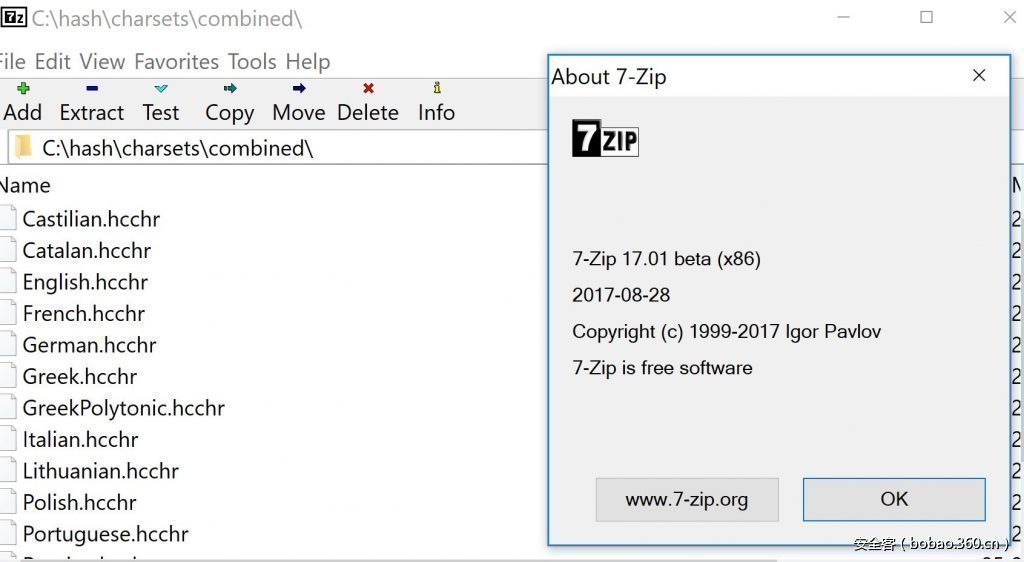 7z C:\hash\charsets\combined\
File Edit View Favorites Tools Help
Add Extract Test Copy Move Delete Info
C:\hash\charsets\combined\
Name
Castilian.hcchr
Catalan.hcchr
English.hcchr
French.hcchr
German.hcchr
Greek.hcchr
GreekPolytonic.hcchr
Italian.hcchr
Lithuanian.hcchr
Polish.hcchr
Portuguese.hcchr
About 7-Zip
7 ZIP
7-Zip 17.01 beta (x86)
2017-08-28
Copyright (c) 1999-2017 Igor Pavlov
7-Zip is free software
www.7-zip.org
OK
安全客 ( bobao.360.cn )